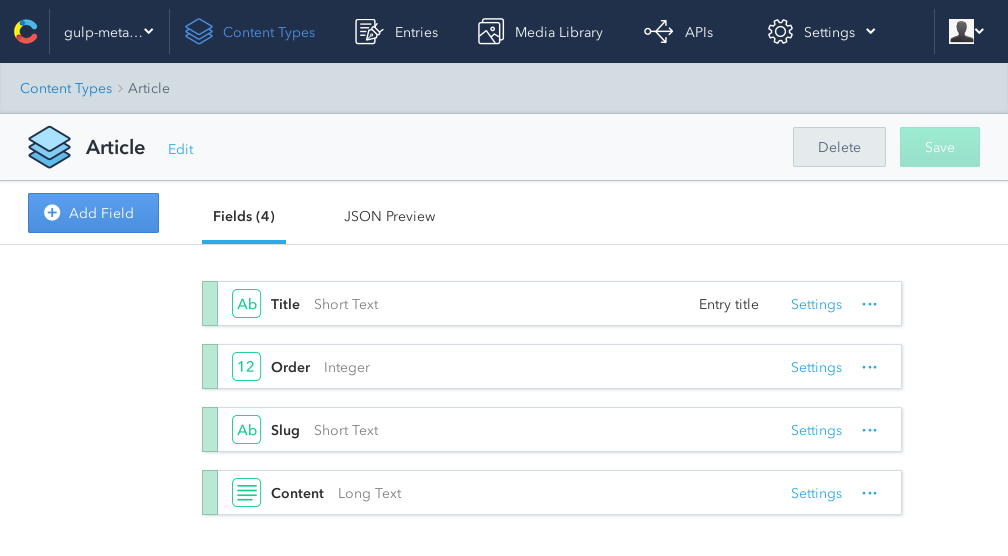 gulp-meta... Content Types Entries Media Library APIs Settings
Content Types > Article
Article Edit Delete Save
Add Field Fields (4) JSON Preview
Ab Title Short Text Entry title Settings ...
12 Order Integer Settings ...
Ab Slug Short Text Settings ...
Content Long Text Settings ...